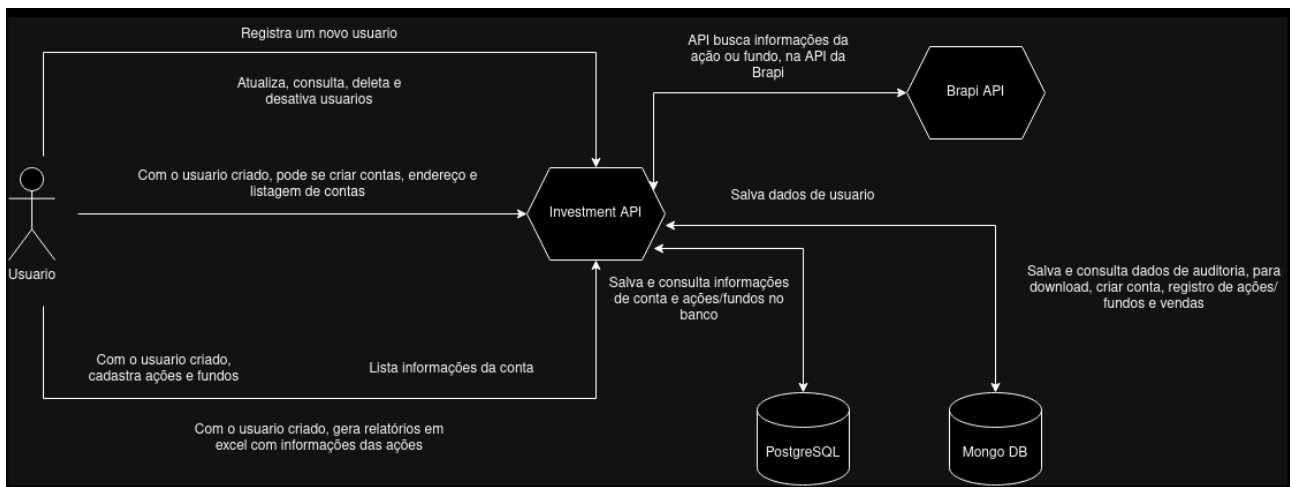 Registra um novo usuario
Atualiza, consulta, deleta e
desativa usuarios
API busca informações da
ação ou fundo, na API da
Brapi
Brapi API
Com o usuario criado, pode se criar contas, endereço e
listagem de contas
Investment API
Salva dados de usuario
Usuario
Salva e consulta informações
de conta e ações/fundos no
banco
Salva e consulta dados de auditoria, para
download, criar conta, registro de ações/
fundos e vendas
Com o usuario criado,
cadastra ações e fundos
Lista informações da conta
Com o usuario criado, gera relatórios em
excel com informações das ações
PostgreSQL
Mongo DB